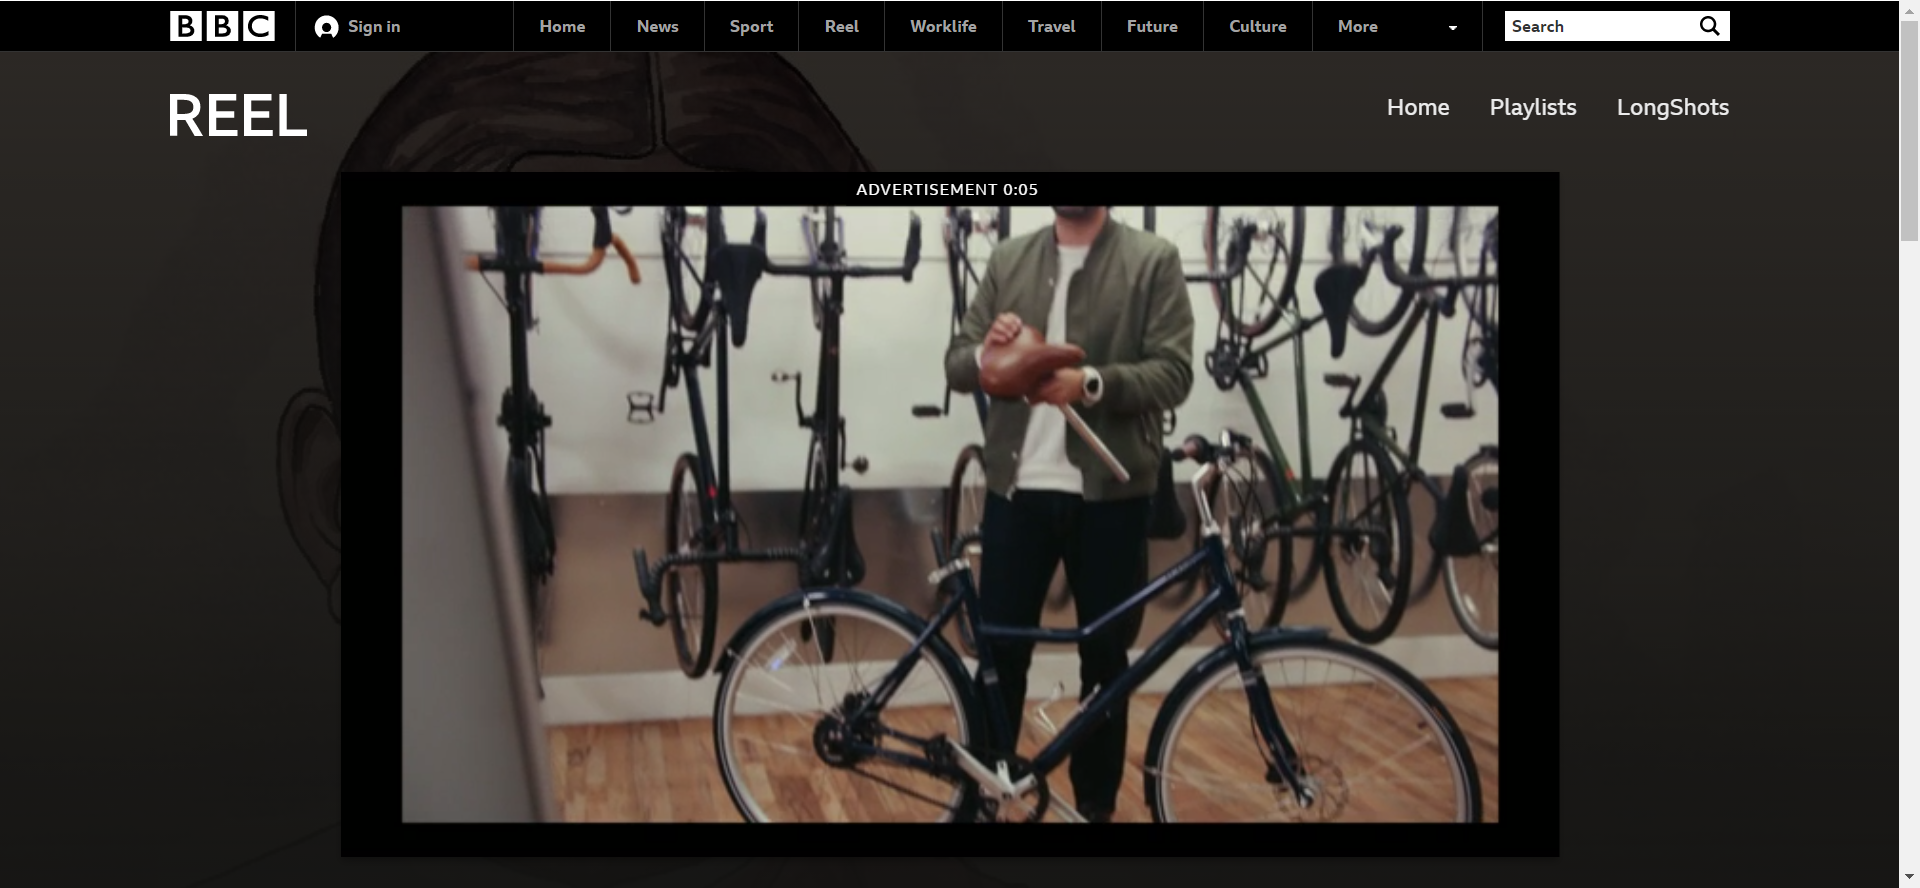 BBC Sign in Home News Sport Reel Worklife Travel Future Culture More Search
REEL Home Playlists LongShots
ADVERTISEMENT 0:05